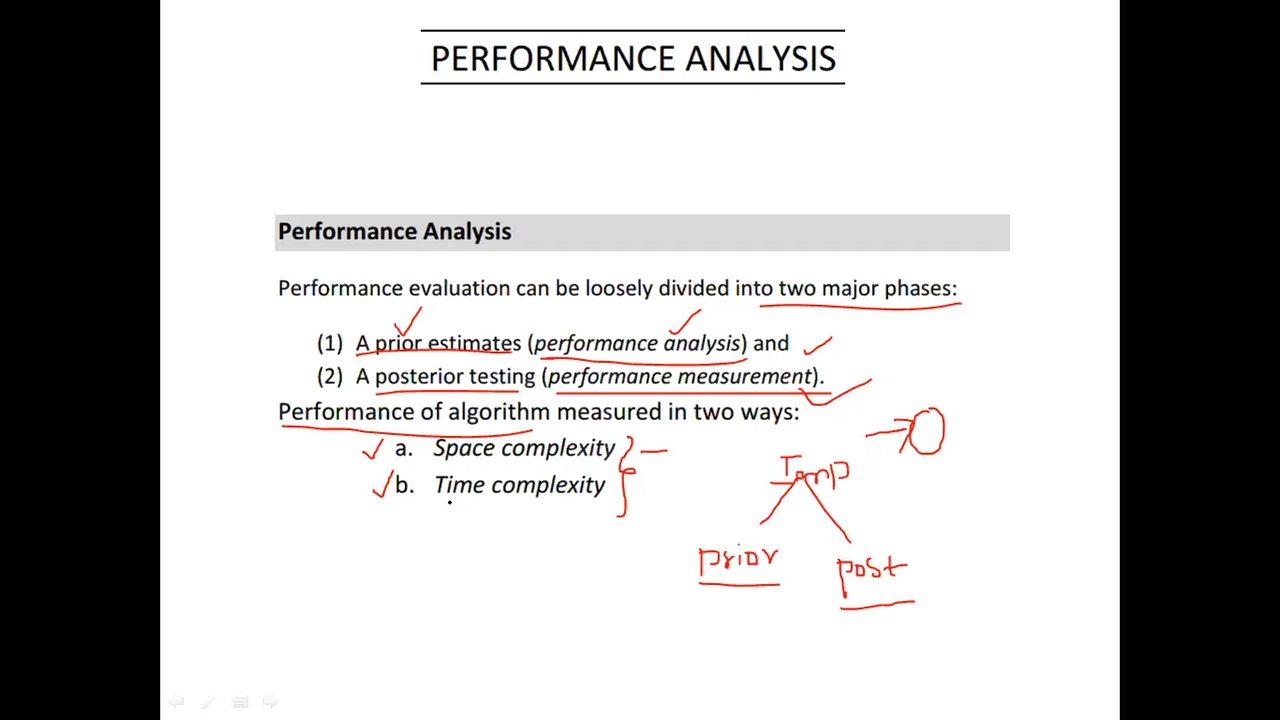 PERFORMANCE ANALYSIS
Performance Analysis
Performance evaluation can be loosely divided into two major phases:
(1) A prior estimates (performance analysis) and
(2) A posterior testing (performance measurement).
Performance of algorithm measured in two ways:
a. Space complexity
b. Time complexity
prior
post